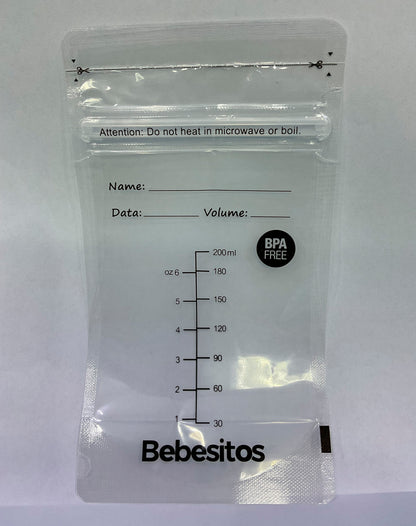 Attention: Do not heat in microwave or boil.
Name:
Data: Volume:
BPA
FREE
200ml
oz 6 180
5 150
4 120
3 90
2 60
1 30
Bebesitos